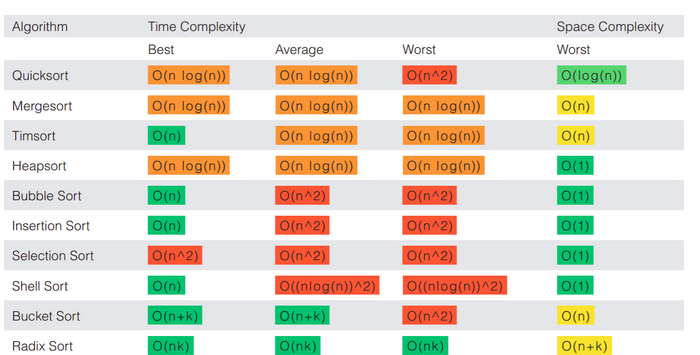 Algorithm Time Complexity Space Complexity
Best Average Worst Worst
Quicksort O(n log(n)) O(n log(n)) O(n^2) O(log(n))
Mergesort O(n log(n)) O(n log(n)) O(n log(n)) O(n)
Timsort O(n) O(n log(n)) O(n log(n)) O(n)
Heapsort O(n log(n)) O(n log(n)) O(n log(n)) O(1)
Bubble Sort O(n) O(n^2) O(n^2) O(1)
Insertion Sort O(n) O(n^2) O(n^2) O(1)
Selection Sort O(n^2) O(n^2) O(n^2) O(1)
Shell Sort O(n) O((nlog(n))^2) O((nlog(n))^2) O(1)
Bucket Sort O(n+k) O(n+k) O(n^2) O(n)
Radix Sort O(nk) O(nk) O(nk) O(n+k)